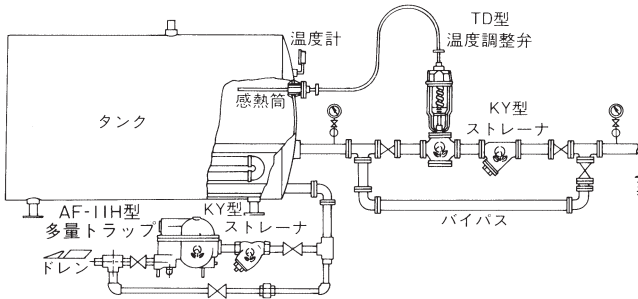 TD型
温度調整弁
温度計
感熱筒
タンク
KY型
ストレーナ
バイパス
AF-11H型
多量トラップ
KY型
ストレーナ
ドレン